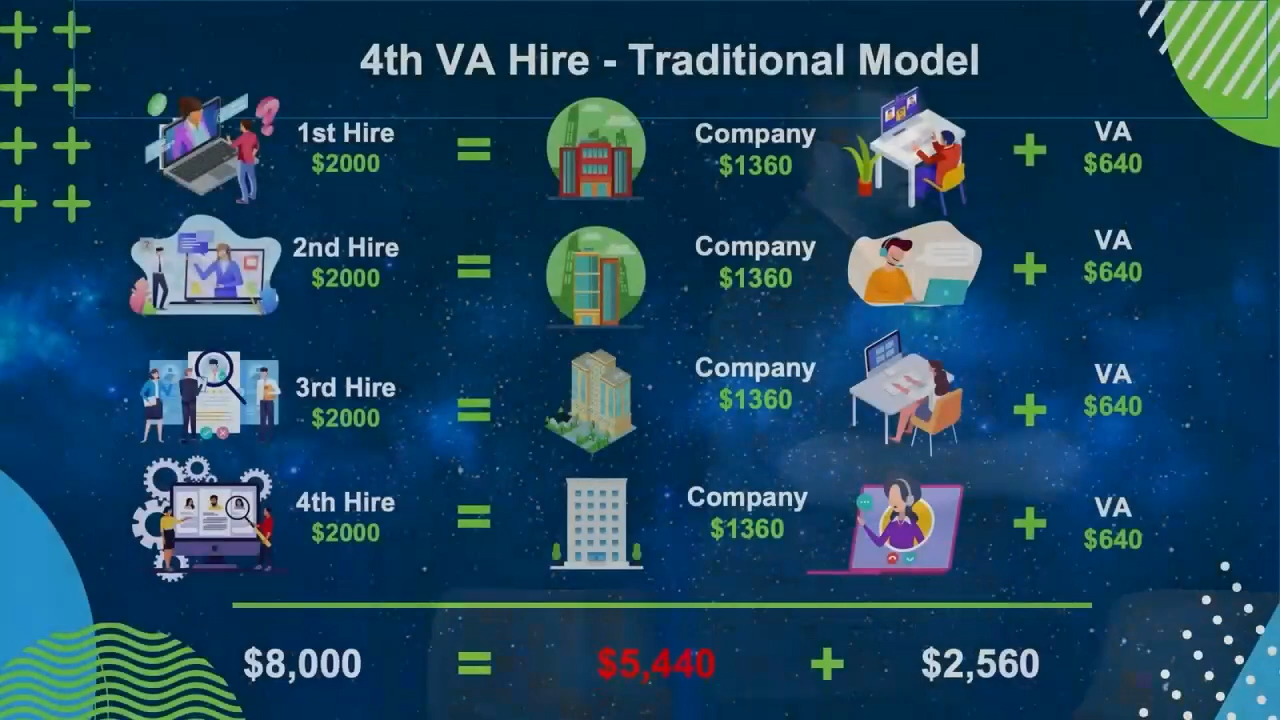 4th VA Hire - Traditional Model
1st Hire
$2000
=
Company
$1360
+
VA
$640
2nd Hire
$2000
=
Company
$1360
+
VA
$640
3rd Hire
$2000
=
Company
$1360
+
VA
$640
4th Hire
$2000
=
Company
$1360
+
VA
$640
$8,000 = $5,440 + $2,560